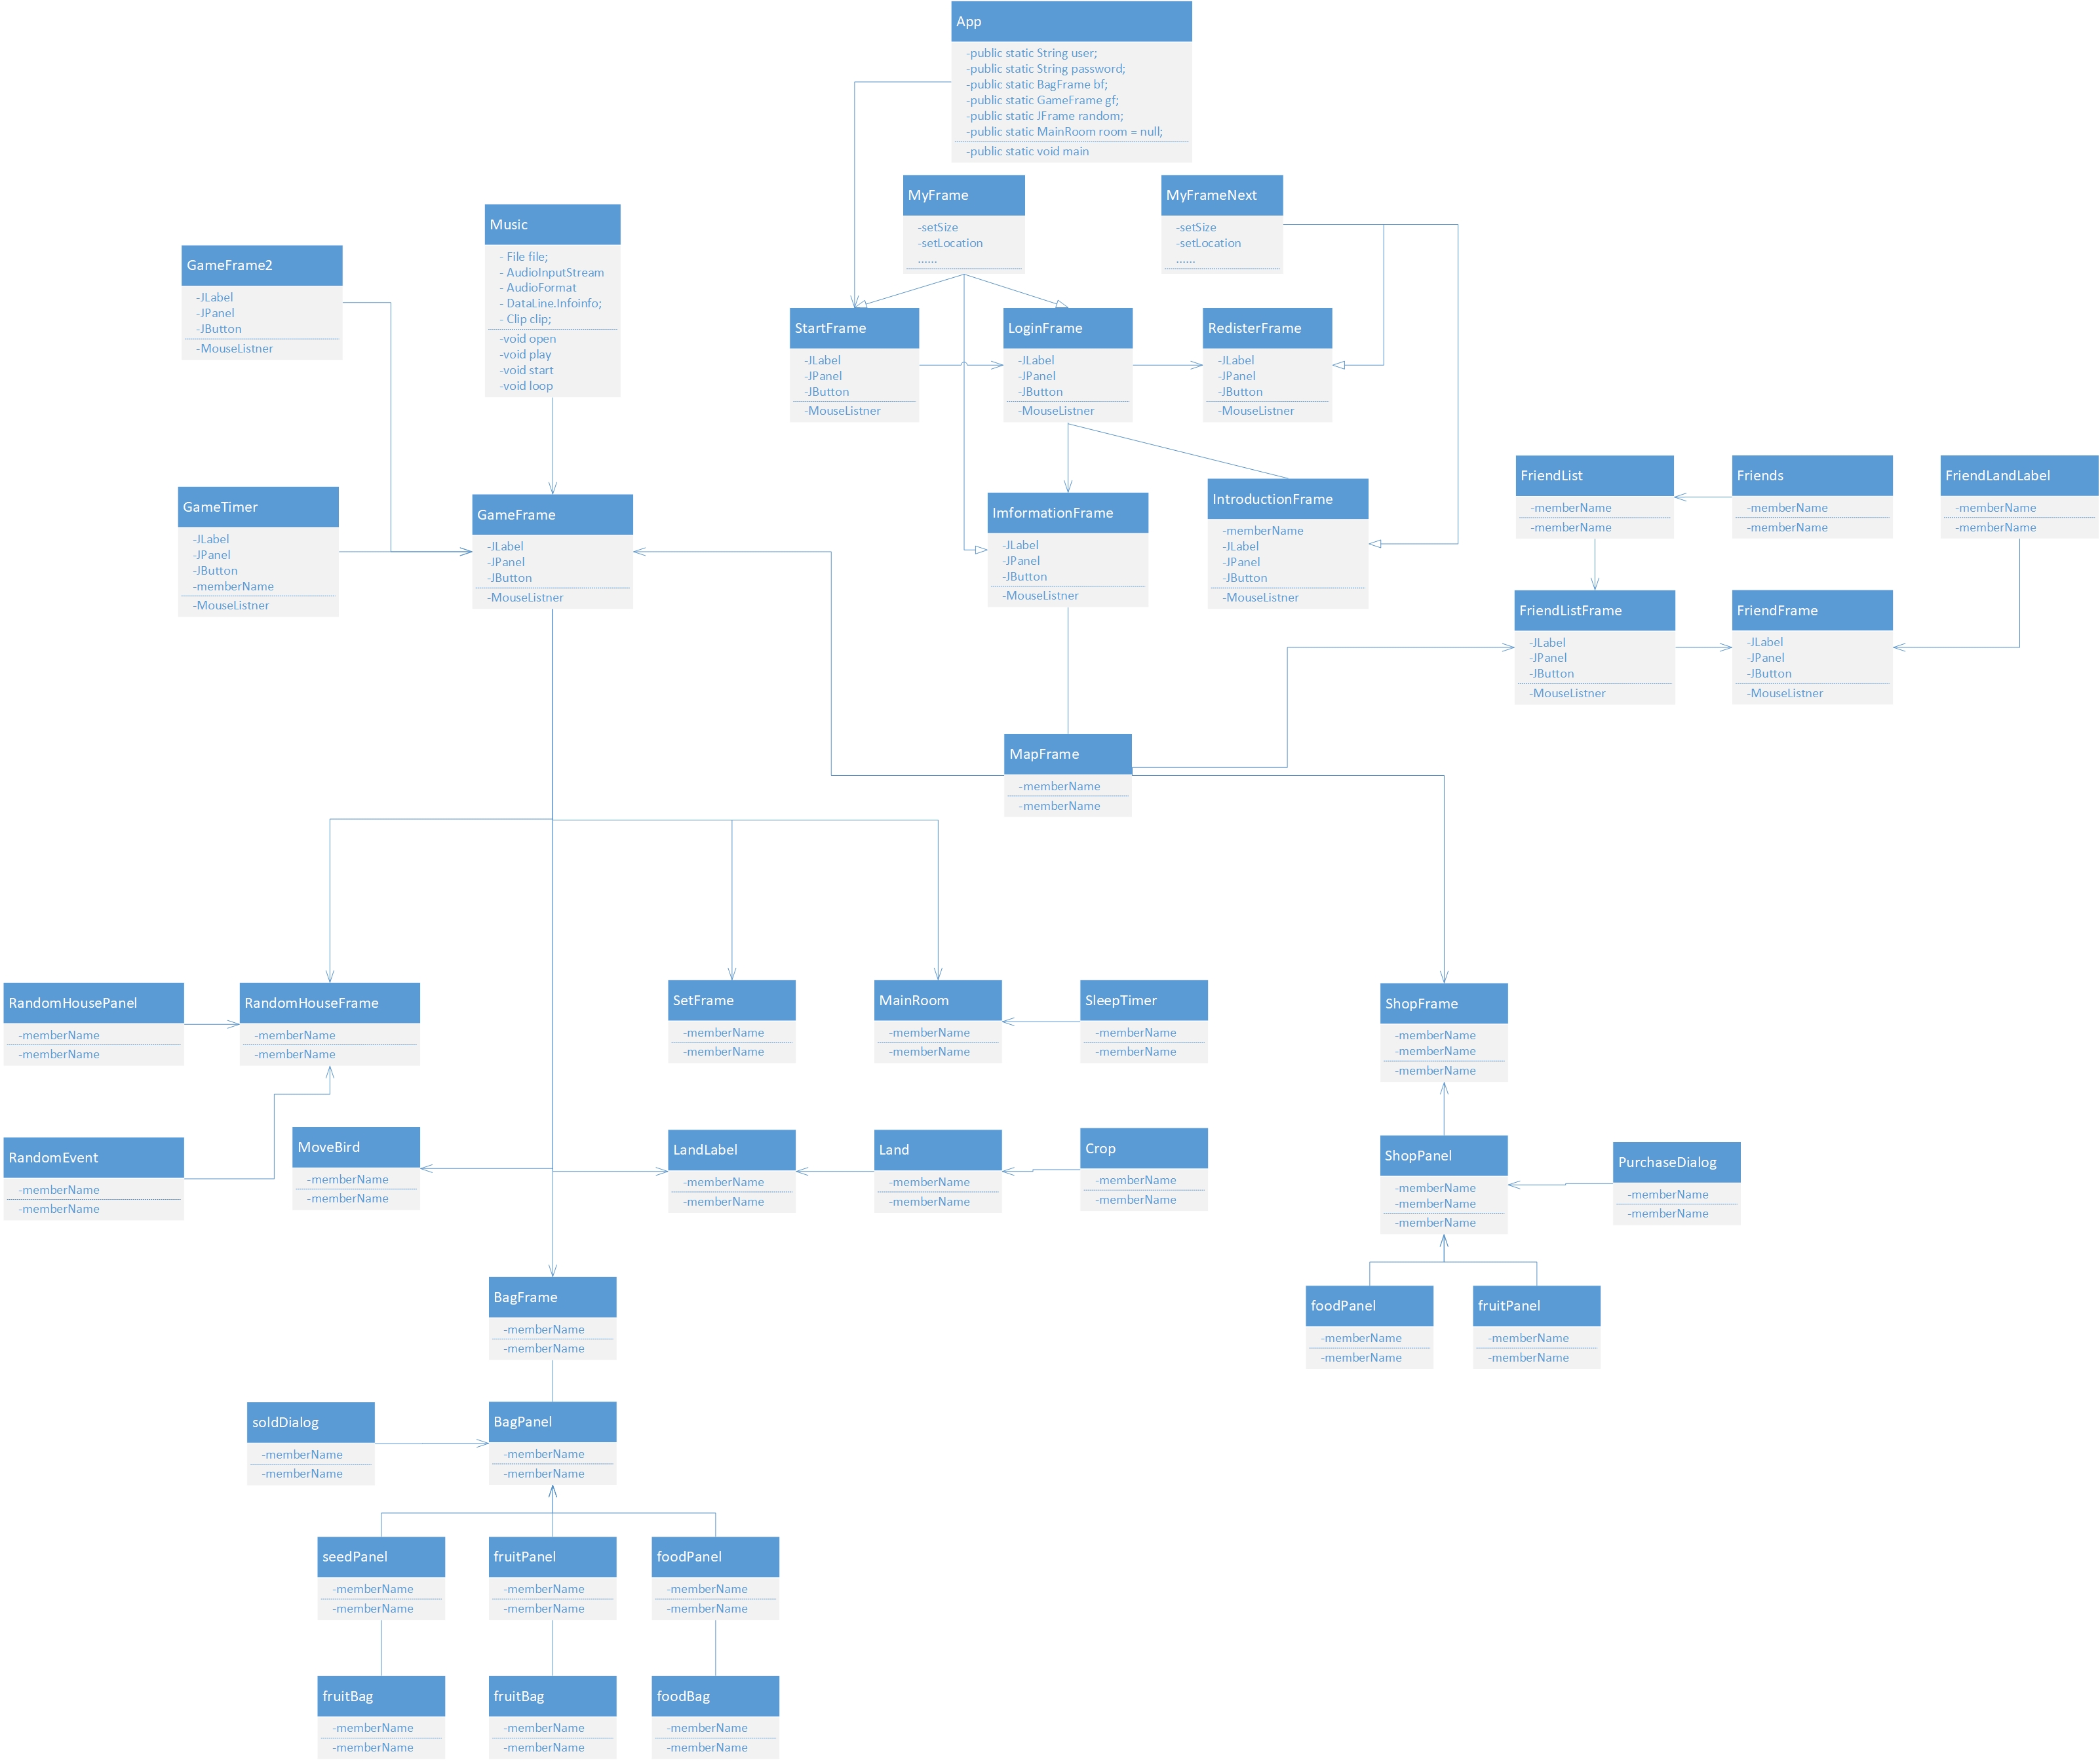 App
-public static String user;
-public static String password;
-public static BagFrame bf;
-public static GameFrame gf;
-public static JFrame random;
-public static MainRoom room = null;
-public static void main
MyFrame
-setSize
-setLocation
......
MyFrameNext
-setSize
-setLocation
......
Music
- File file;
- AudioInputStream
- AudioFormat
- DataLine.Infoinfo;
- Clip clip;
-void open
-void play
-void start
-void loop
GameFrame2
-JLabel
-JPanel
-JButton
-MouseListner
StartFrame
-JLabel
-JPanel
-JButton
-MouseListner
LoginFrame
-JLabel
-JPanel
-JButton
-MouseListner
RedisterFrame
-JLabel
-JPanel
-JButton
-MouseListner
GameTimer
-JLabel
-JPanel
-JButton
-memberName
-MouseListner
GameFrame
-JLabel
-JPanel
-JButton
-MouseListner
ImformationFrame
-JLabel
-JPanel
-JButton
-MouseListner
IntroductionFrame
-memberName
-JLabel
-JPanel
-JButton
-MouseListner
FriendList
-memberName
-memberName
Friends
-memberName
-memberName
FriendLandLabel
-memberName
-memberName
FriendListFrame
-JLabel
-JPanel
-JButton
-MouseListner
FriendFrame
-JLabel
-JPanel
-JButton
-MouseListner
MapFrame
-memberName
-memberName
RandomHousePanel
-memberName
-memberName
RandomHouseFrame
-memberName
-memberName
SetFrame
-memberName
-memberName
MainRoom
-memberName
-memberName
SleepTimer
-memberName
-memberName
ShopFrame
-memberName
-memberName
-memberName
RandomEvent
-memberName
-memberName
MoveBird
-memberName
-memberName
LandLabel
-memberName
-memberName
Land
-memberName
-memberName
Crop
-memberName
-memberName
ShopPanel
-memberName
-memberName
-memberName
PurchaseDialog
-memberName
-memberName
BagFrame
-memberName
-memberName
foodPanel
-memberName
-memberName
fruitPanel
-memberName
-memberName
soldDialog
-memberName
-memberName
BagPanel
-memberName
-memberName
seedPanel
-memberName
-memberName
fruitPanel
-memberName
-memberName
foodPanel
-memberName
-memberName
fruitBag
-memberName
-memberName
fruitBag
-memberName
-memberName
foodBag
-memberName
-memberName